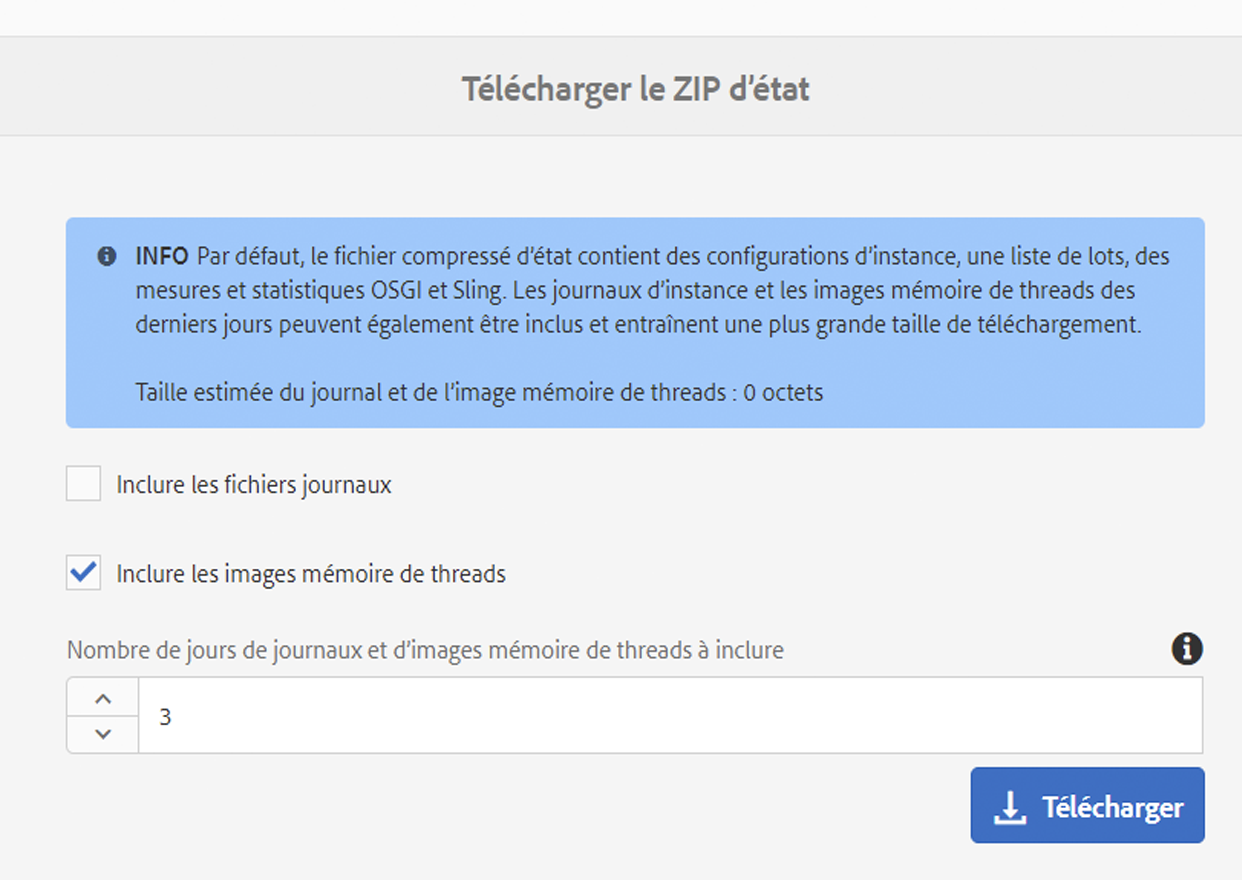 Télécharger le ZIP d’état
INFO Par défaut, le fichier compressé d’état contient des configurations d’instance, une liste de lots, des
mesures et statistiques OSGI et Sling. Les journaux d’instance et les images mémoire de threads des
derniers jours peuvent également être inclus et entraînent une plus grande taille de téléchargement.
Taille estimée du journal et de l’image mémoire de threads : 0 octets
Inclure les fichiers journaux
Inclure les images mémoire de threads
Nombre de jours de journaux et d’images mémoire de threads à inclure
3
Télécharger